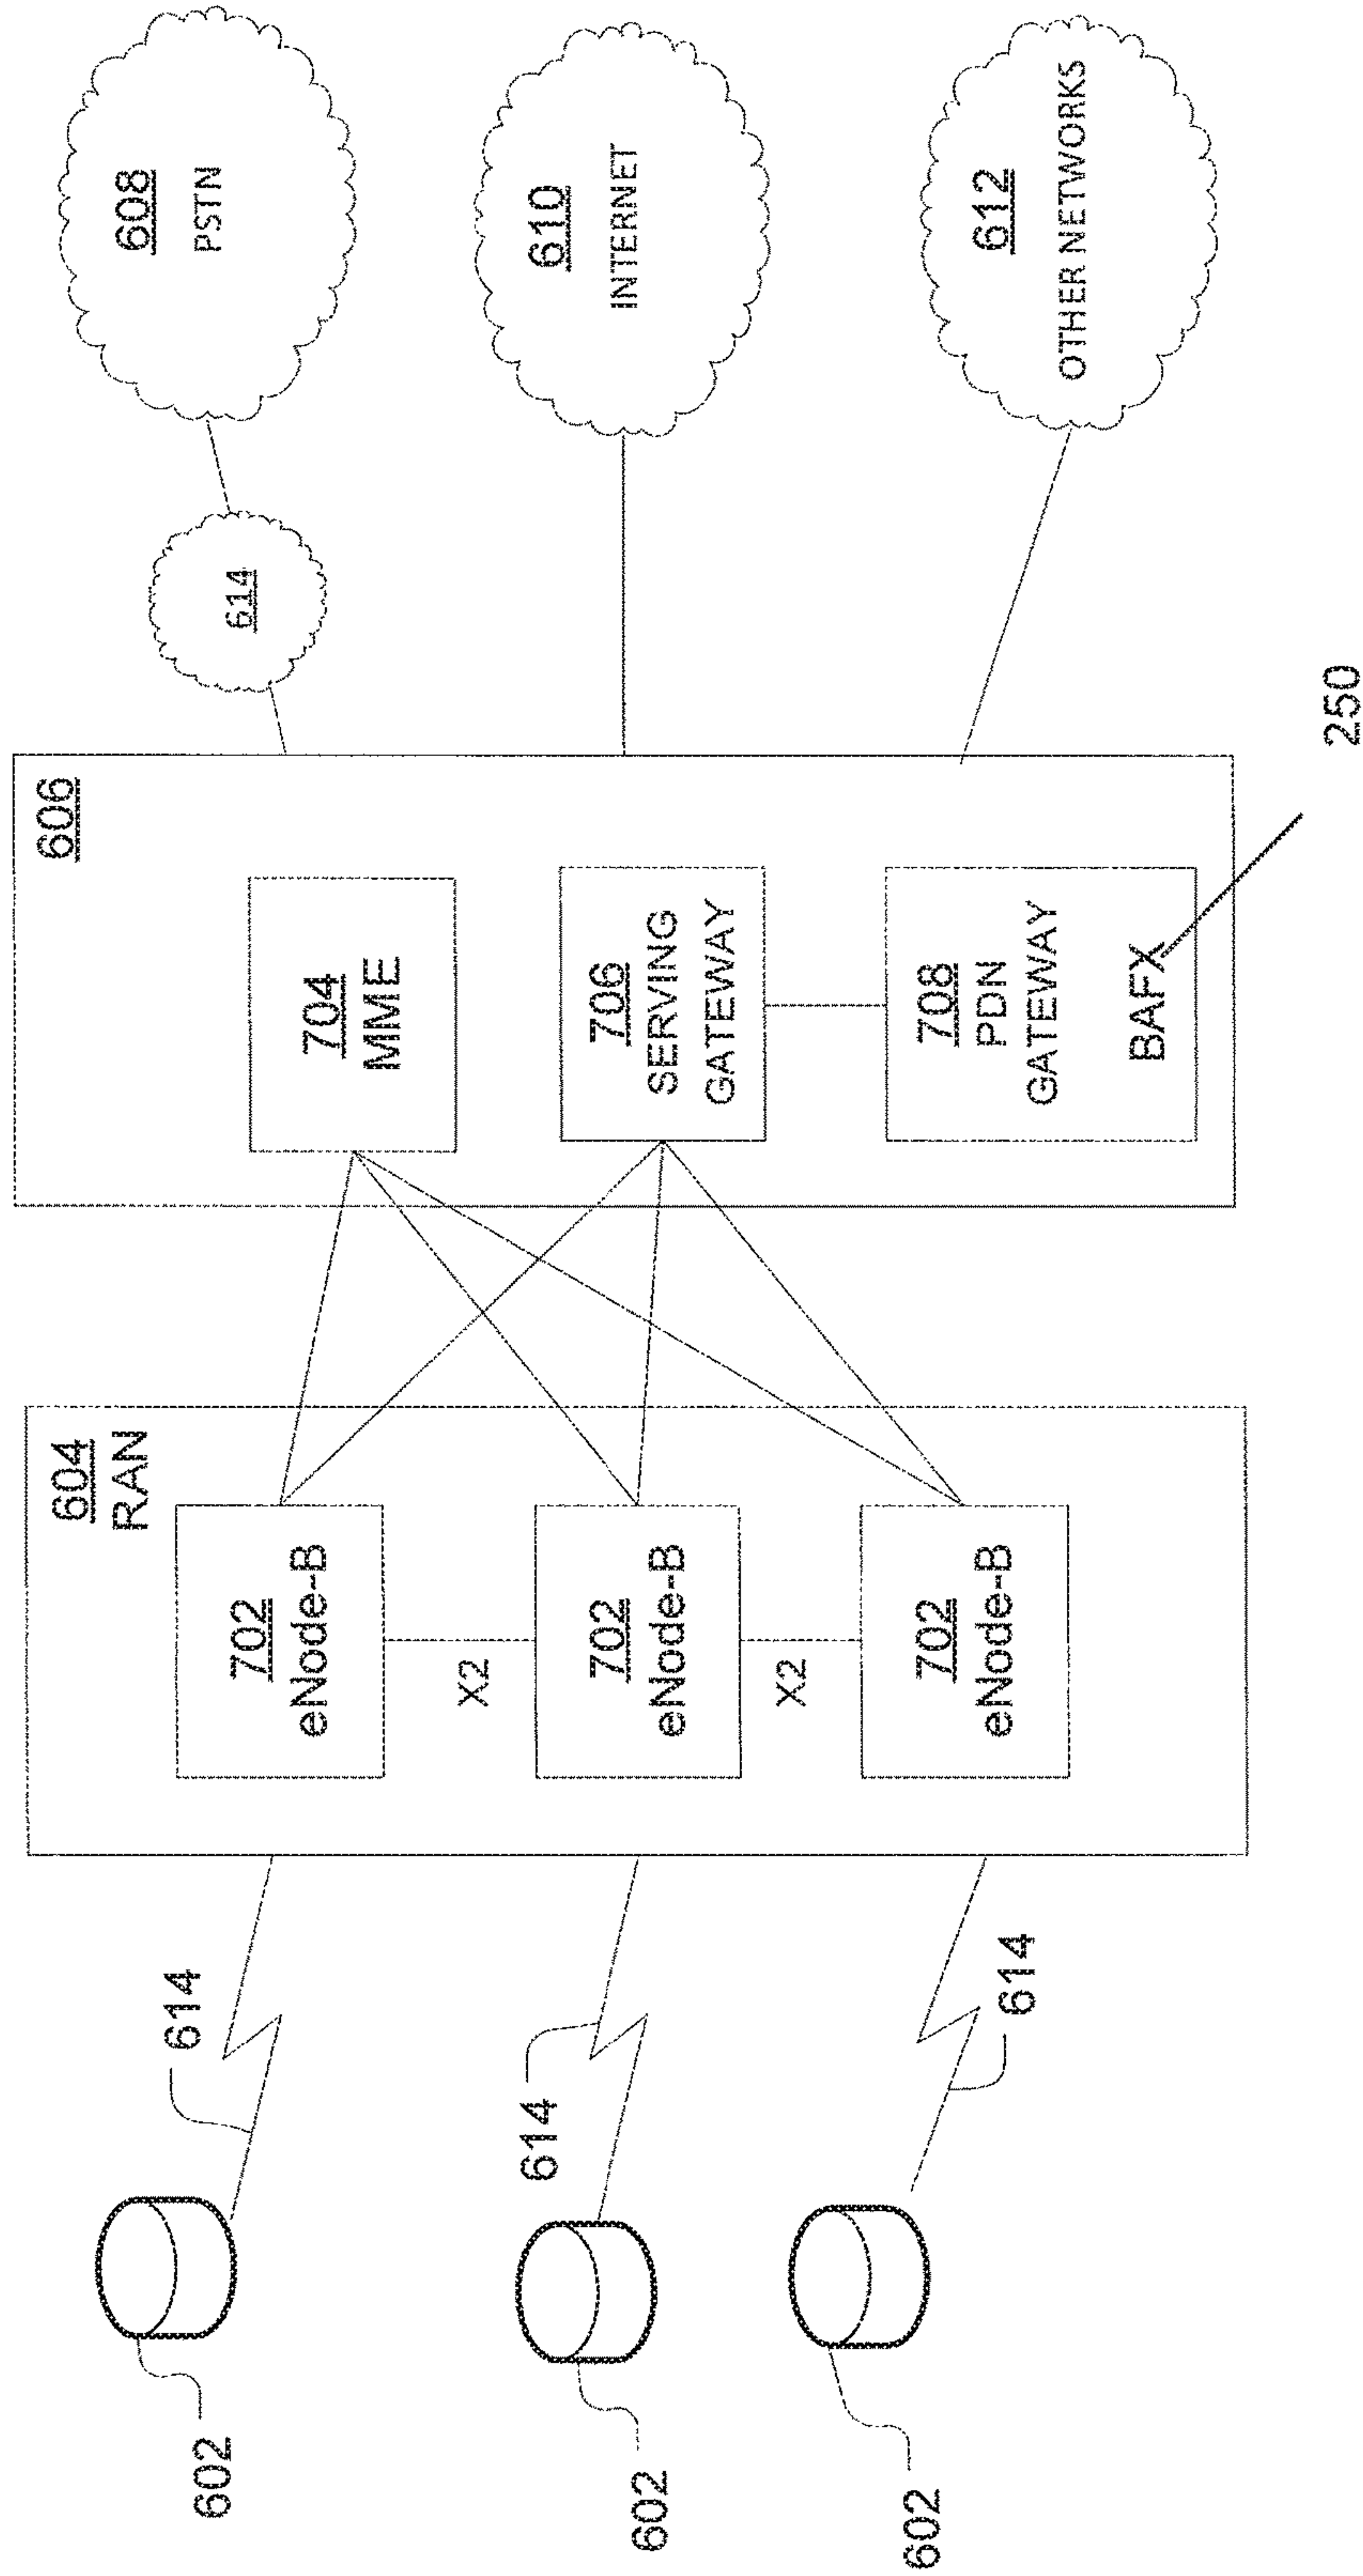 602
602
602
614
614
614
604
RAN
702
eNode-B
X2
702
eNode-B
X2
702
eNode-B
606
704
MME
706
SERVING
GATEWAY
708
PDN
GATEWAY
BAFX
250
614
608
PSTN
610
INTERNET
612
OTHER NETWORKS